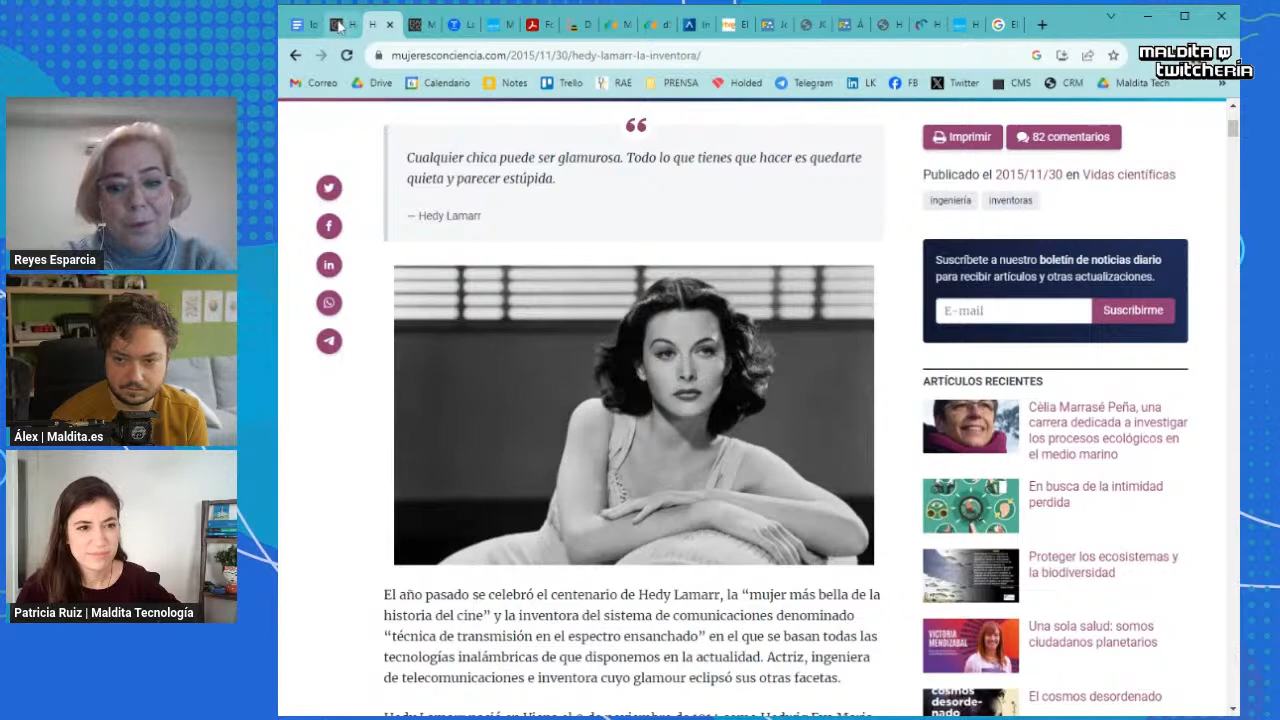 mujeresconciencia.com/2015/11/30/hedy-lamarr-la-inventora/
MALDITA
TWITCHERÍA
Correo
Drive
Calendario
Notes
Trello
RAE
PRENSA
Holded
Telegram
LK
FB
Twitter
CMS
CRM
Maldita Tech
»
Cualquier chica puede ser glamurosa. Todo lo que tienes que hacer es quedarte
quieta y parecer estúpida.
— Hedy Lamarr
Imprimir
82 comentarios
Publicado el 2015/11/30 en Vidas científicas
ingeniería
inventoras
Suscríbete a nuestro boletín de noticias diario
para recibir artículos y otras actualizaciones.
E-mail
Suscribirme
ARTÍCULOS RECIENTES
Cèlia Marrasé Peña, una
carrera dedicada a investigar
los procesos ecológicos en
el medio marino
En busca de la intimidad
perdida
Proteger los ecosistemas y
la biodiversidad
Una sola salud: somos
ciudadanos planetarios
VICTORIA
MENDIZABAL
El cosmos desordenado
cosmos
desorde-
nado
El año pasado se celebró el centenario de Hedy Lamarr, la “mujer más bella de la
historia del cine” y la inventora del sistema de comunicaciones denominado
“técnica de transmisión en el espectro ensanchado” en el que se basan todas las
tecnologías inalámbricas de que disponemos en la actualidad. Actriz, ingeniera
de telecomunicaciones e inventora cuyo glamour eclipsó sus otras facetas.
Reyes Esparcia
Álex | Maldita.es
Patricia Ruiz | Maldita Tecnología